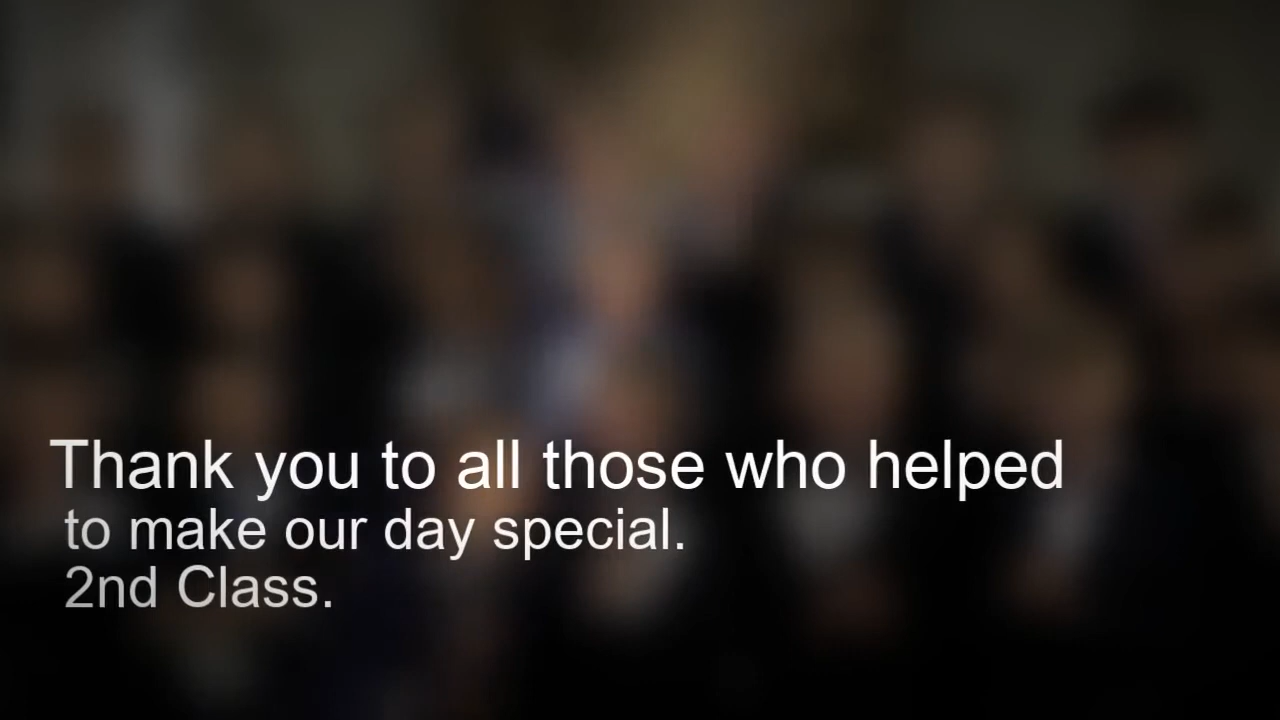 Thank you to all those who helped
to make our day special.
2nd Class.